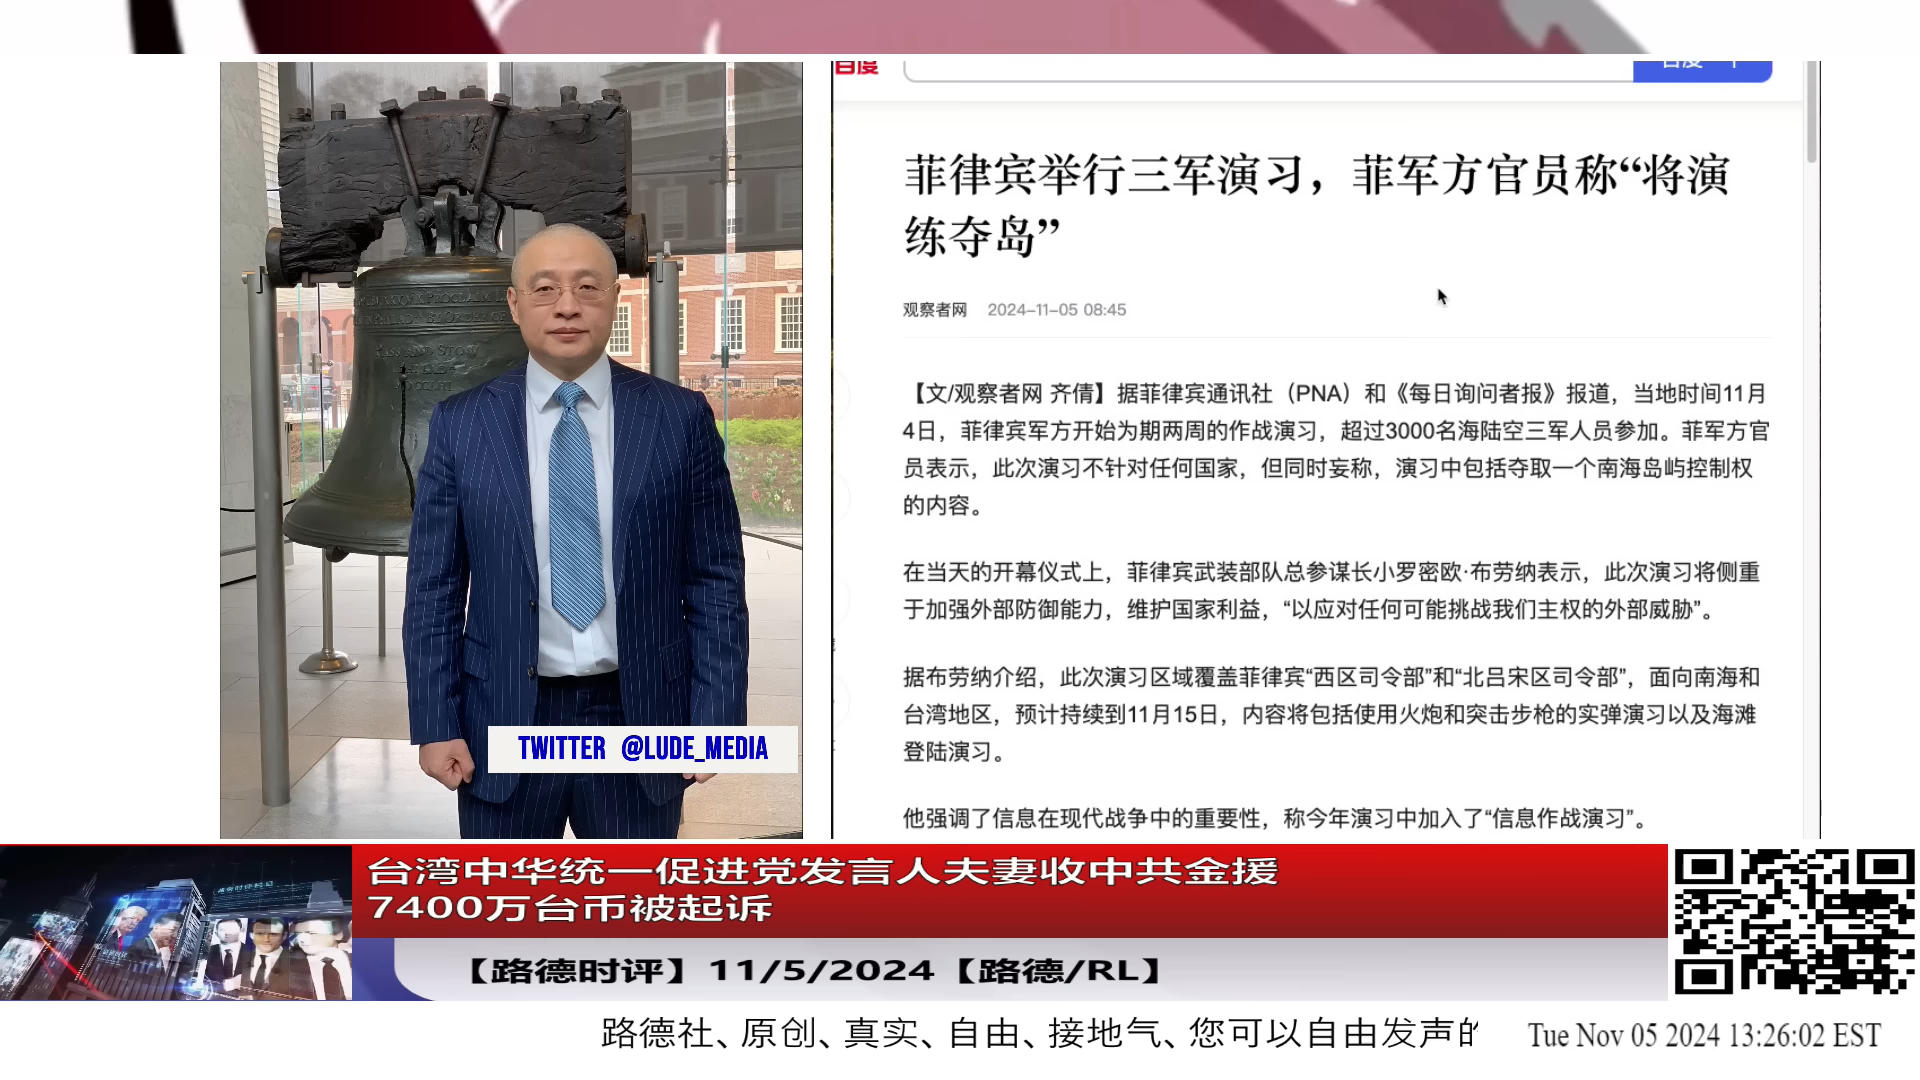 百度
菲律宾举行三军演习，菲军方官员称“将演
练夺岛”
观察者网 2024-11-05 08:45
【文/观察者网 齐倩】据菲律宾通讯社（PNA）和《每日询问者报》报道，当地时间11月
4日，菲律宾军方开始为期两周的作战演习，超过3000名海陆空三军人员参加。菲军方官
员表示，此次演习不针对任何国家，但同时妄称，演习中包括夺取一个南海岛屿控制权
的内容。
在当天的开幕仪式上，菲律宾武装部队总参谋长小罗密欧·布劳纳表示，此次演习将侧重
于加强外部防御能力，维护国家利益，“以应对任何可能挑战我们主权的外部威胁”。
据布劳纳介绍，此次演习区域覆盖菲律宾“西区司令部”和“北吕宋区司令部”，面向南海和
台湾地区，预计持续到11月15日，内容将包括使用火炮和突击步枪的实弹演习以及海滩
登陆演习。
他强调了信息在现代战争中的重要性，称今年演习中加入了“信息作战演习”。
PASS AND STOW
TWITTER @LUDE_MEDIA
台湾中华统一促进党发言人夫妻收中共金援
7400万台币被起诉
【路德时评】11/5/2024【路德/RL】
路德社、原创、真实、自由、接地气、您可以自由发声的
Tue Nov 05 2024 13:26:02 EST